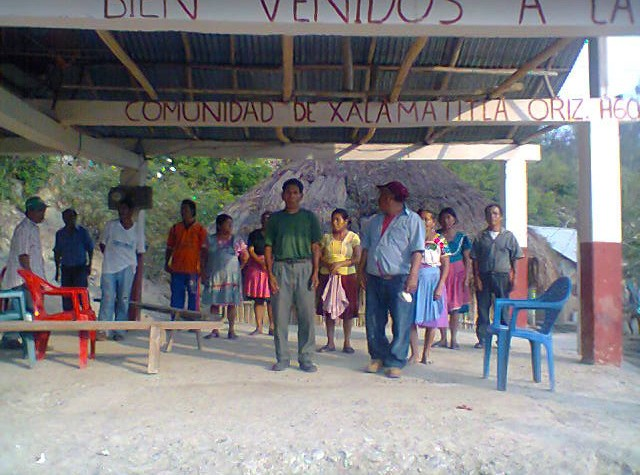 BIEN VENIDOS A LA
COMUNIDAD DE XALAMATITLA ORIZ. HGO